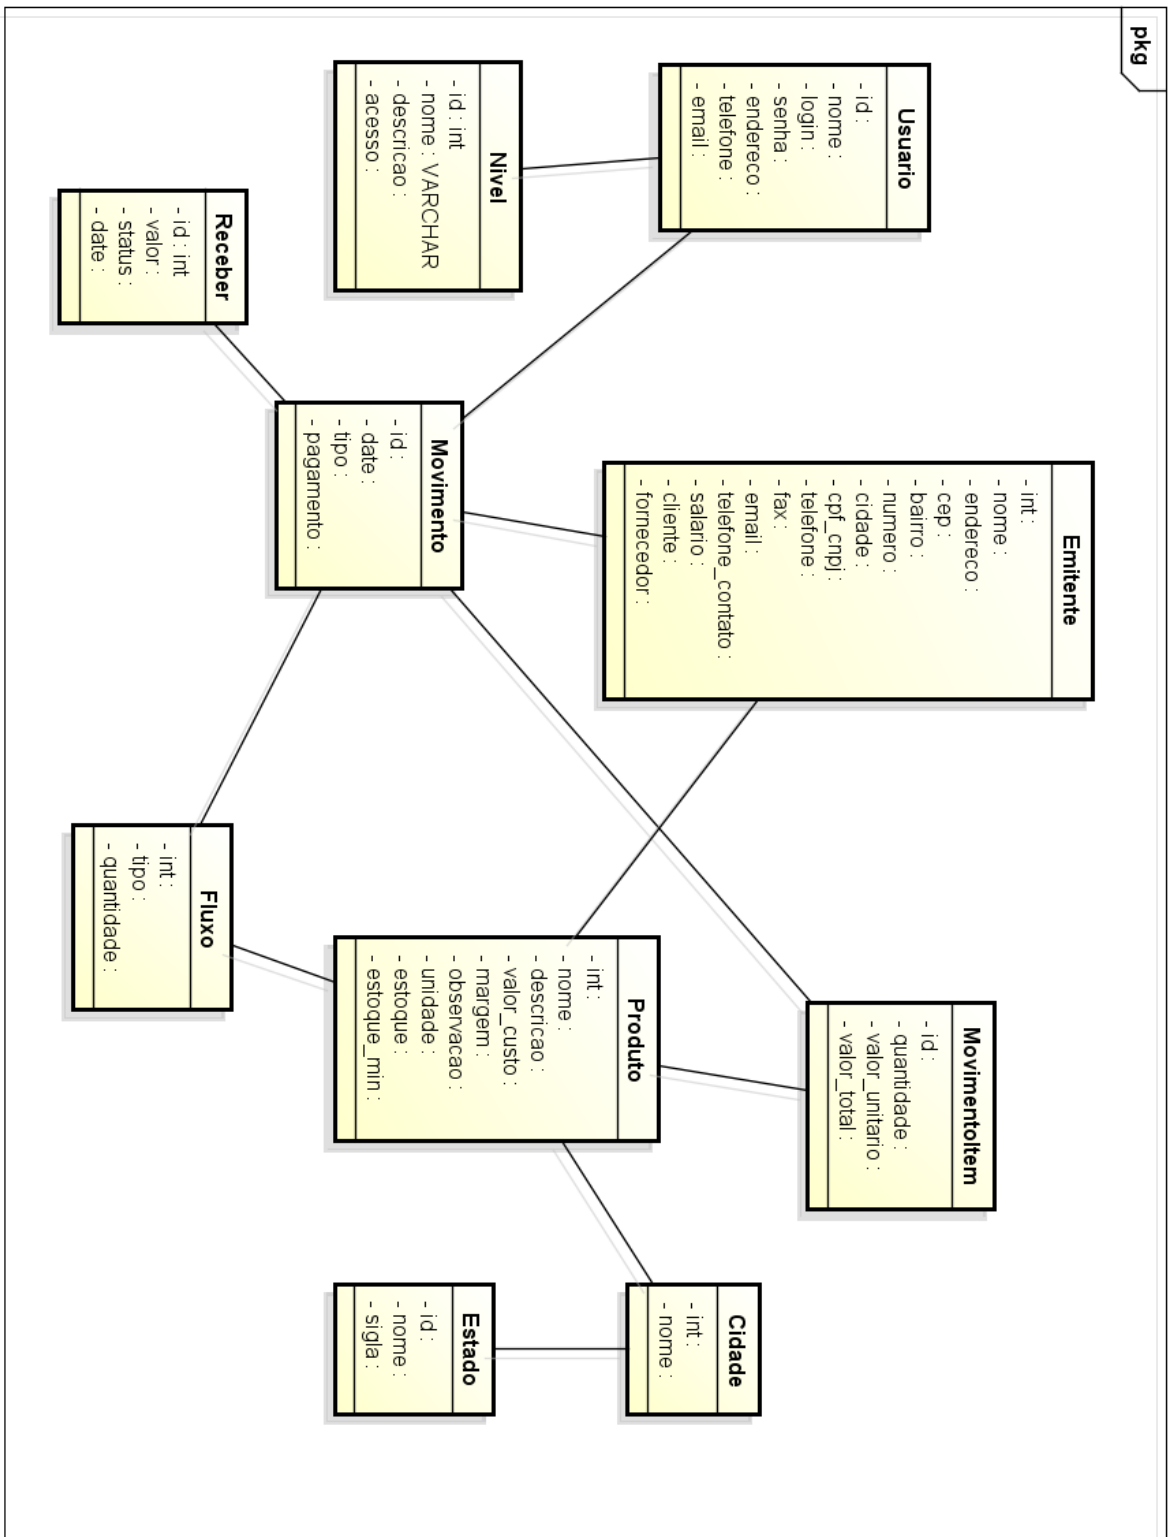 pkg
Usuario
- id :
- nome :
- login :
- senha :
- endereco :
- telefone :
- email :
Nivel
- id : int
- nome : VARCHAR
- descricao :
- acesso :
Receber
- id : int
- valor :
- status :
- date :
Emitente
- int :
- nome :
- endereco :
- cep :
- bairro :
- numero :
- cidade :
- cpf_cnpj :
- telefone :
- fax :
- email :
- telefone_contato :
- salario :
- cliente :
- fornecedor :
Movimento
- id :
- date :
- tipo :
- pagamento :
MovimentoItem
- id :
- quantidade :
- valor_unitario :
- valor_total :
Produto
- int :
- nome :
- descricao :
- valor_custo :
- margem :
- observacao :
- unidade :
- estoque :
- estoque_min :
Fluxo
- int :
- tipo :
- quantidade :
Cidade
- int :
- nome :
Estado
- id :
- nome :
- sigla :